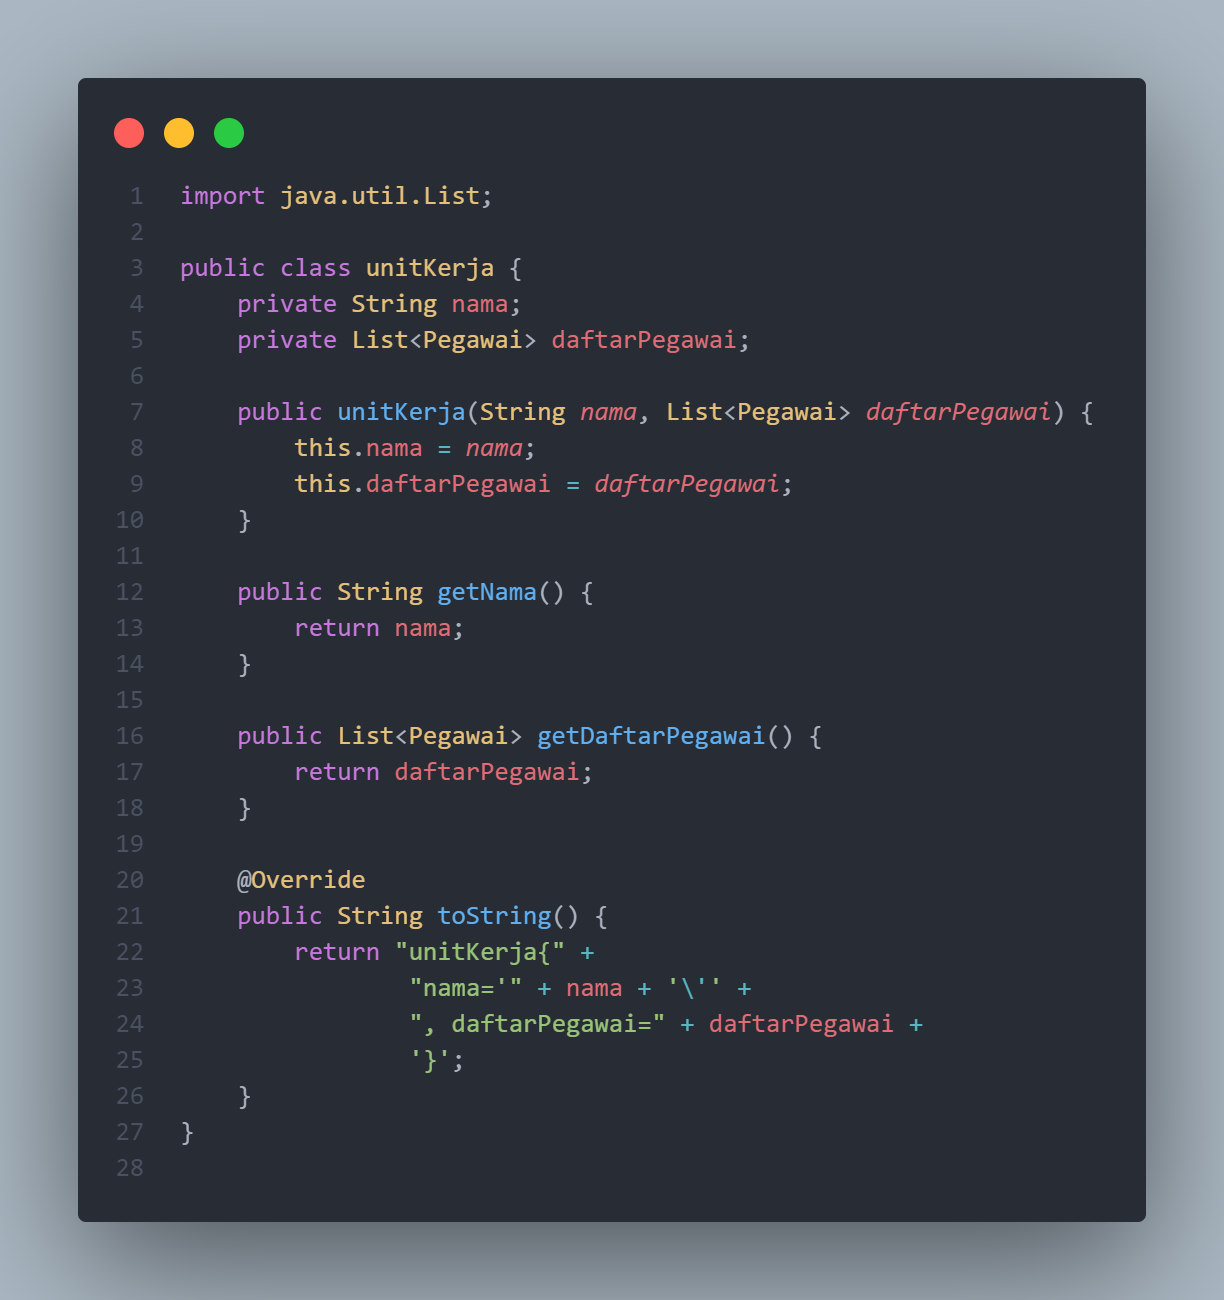 1 import java.util.List;
2
3 public class unitKerja {
4     private String nama;
5     private List<Pegawai> daftarPegawai;
6
7     public unitKerja(String nama, List<Pegawai> daftarPegawai) {
8         this.nama = nama;
9         this.daftarPegawai = daftarPegawai;
10     }
11
12     public String getNama() {
13         return nama;
14     }
15
16     public List<Pegawai> getDaftarPegawai() {
17         return daftarPegawai;
18     }
19
20     @Override
21     public String toString() {
22         return "unitKerja{" +
23                 "nama='" + nama + '\'' +
24                 ", daftarPegawai=" + daftarPegawai +
25                 '}';
26     }
27 }
28